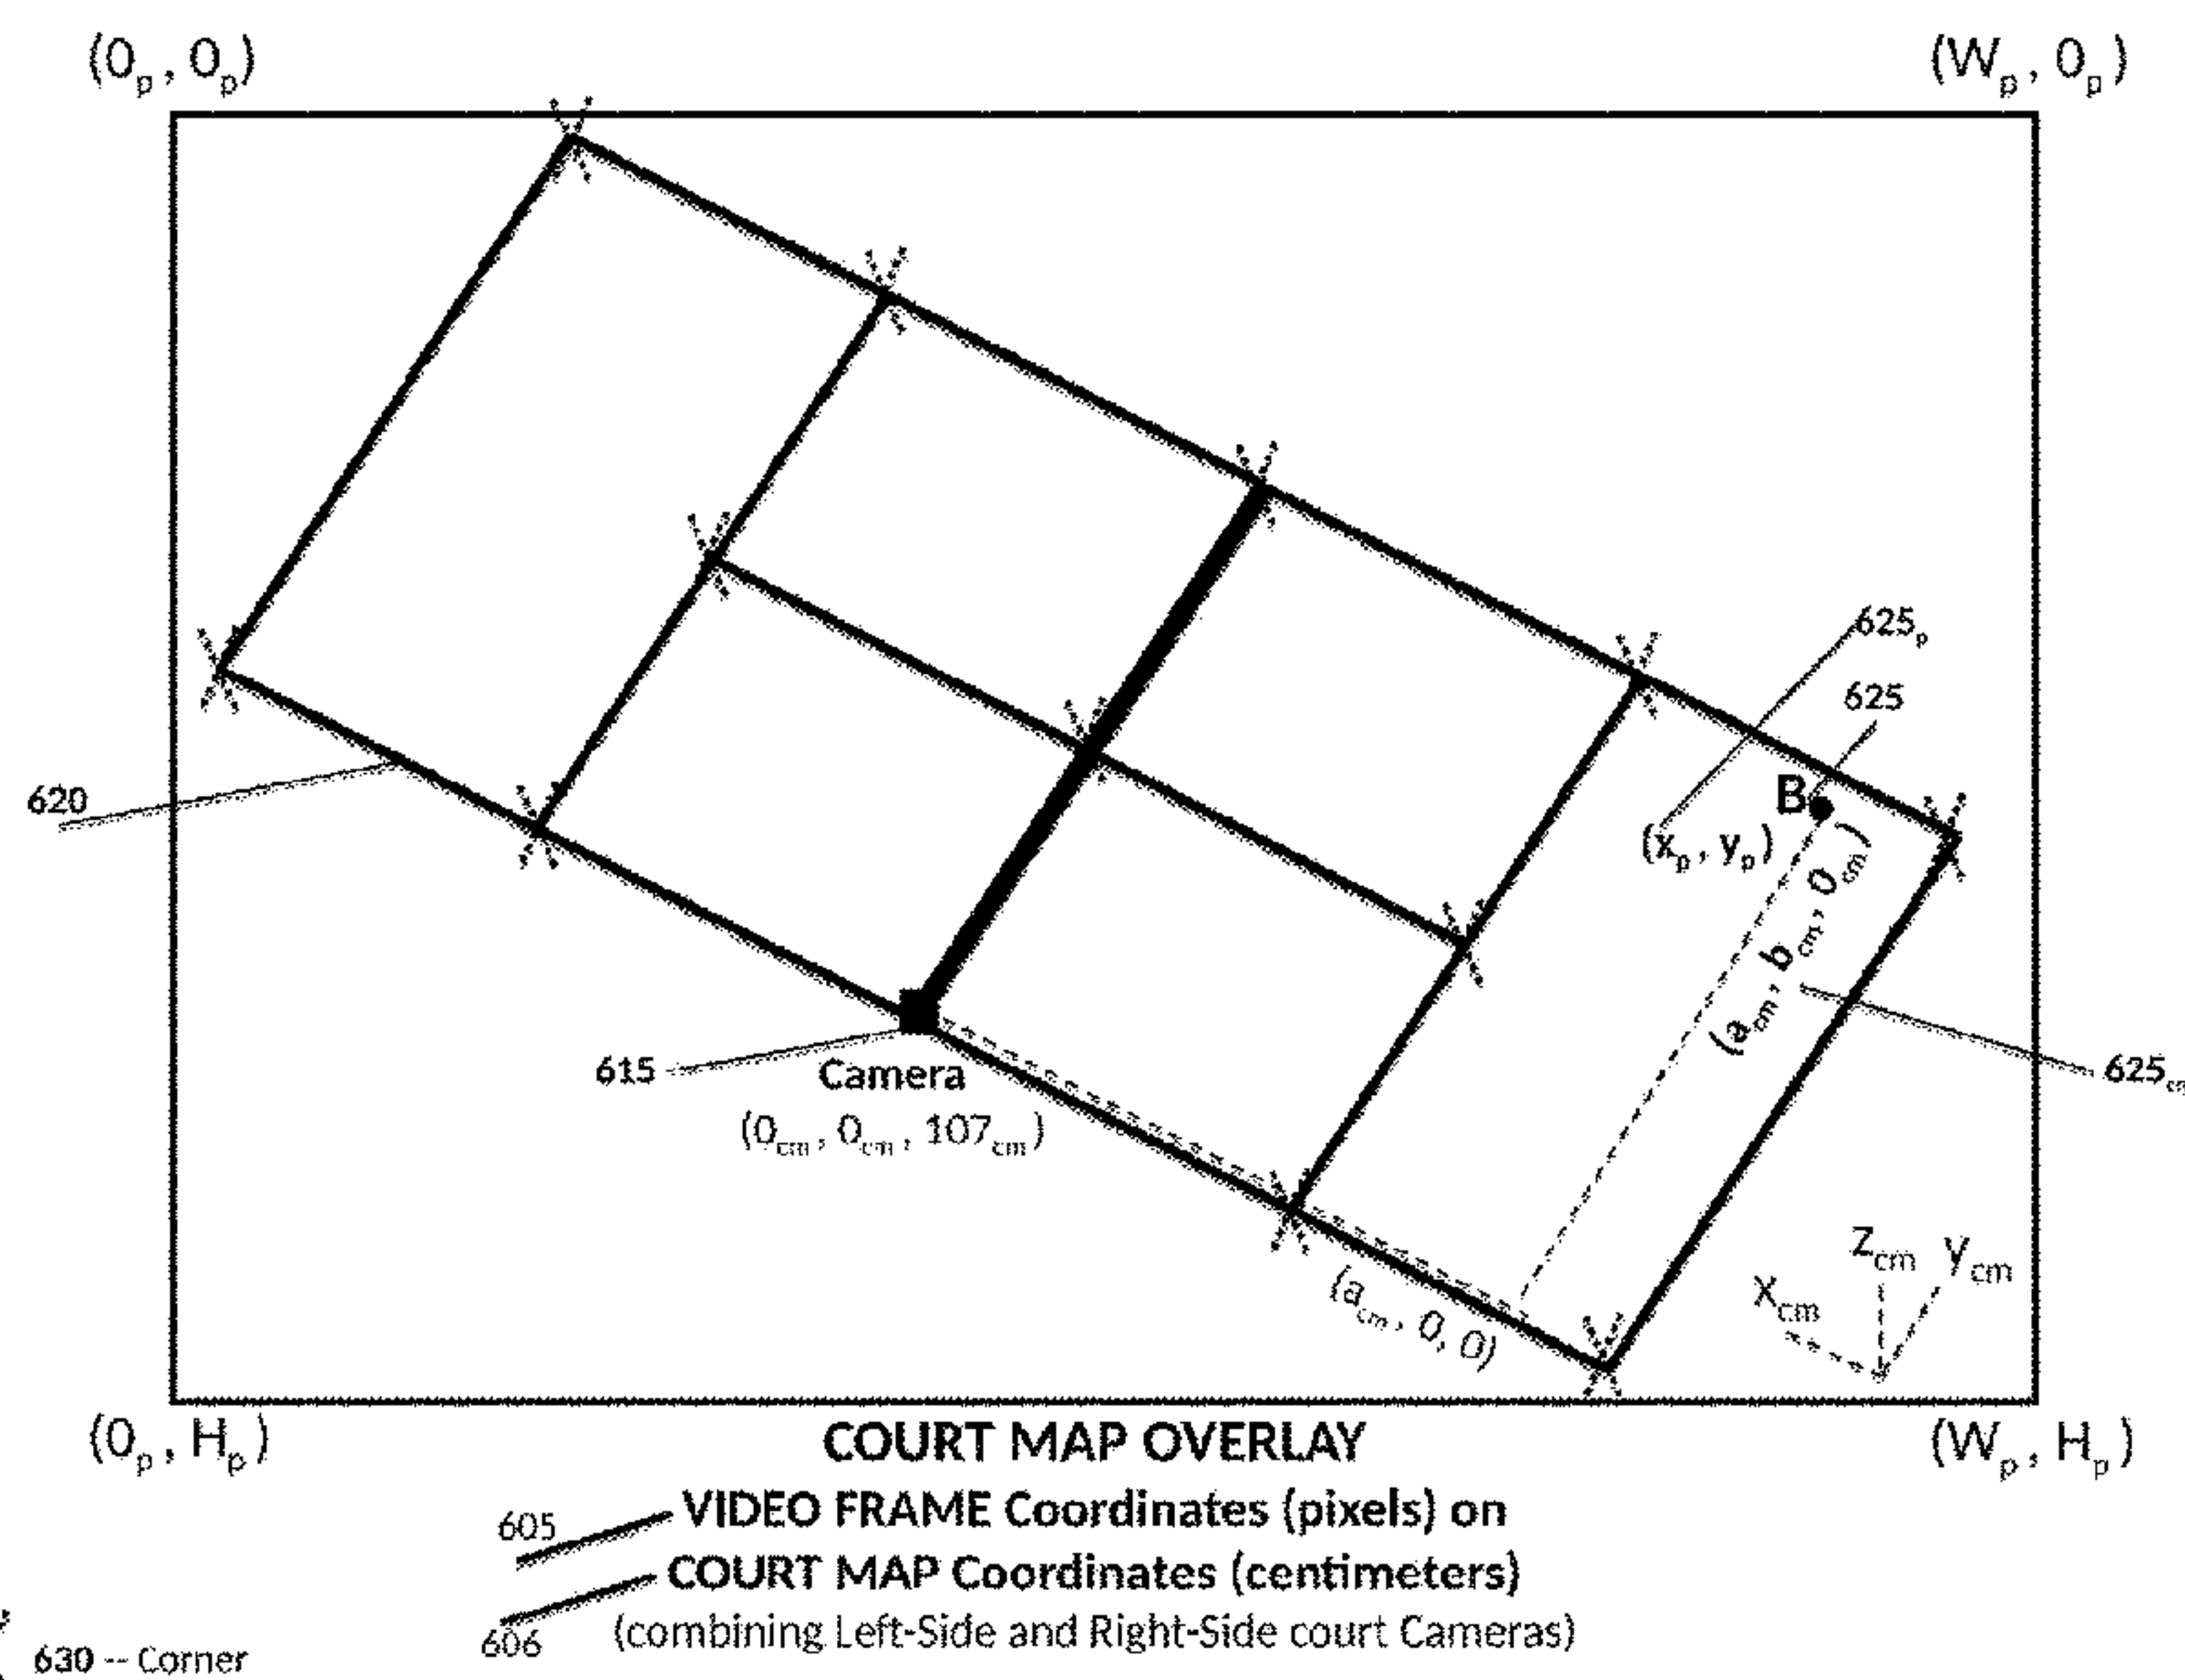 (0p, 0p)
(Wp, 0p)
625p
625
620
B
(xp, yp)
(acm, bcm, 0cm)
615
Camera
(0cm, 0cm, 107cm)
625cm
(acm, 0, 0)
Zcm
ycm
xcm
(0p, Hp)
(Wp, Hp)
COURT MAP OVERLAY
605
VIDEO FRAME Coordinates (pixels) on
COURT MAP Coordinates (centimeters)
606
(combining Left-Side and Right-Side court Cameras)
630 -- Corner